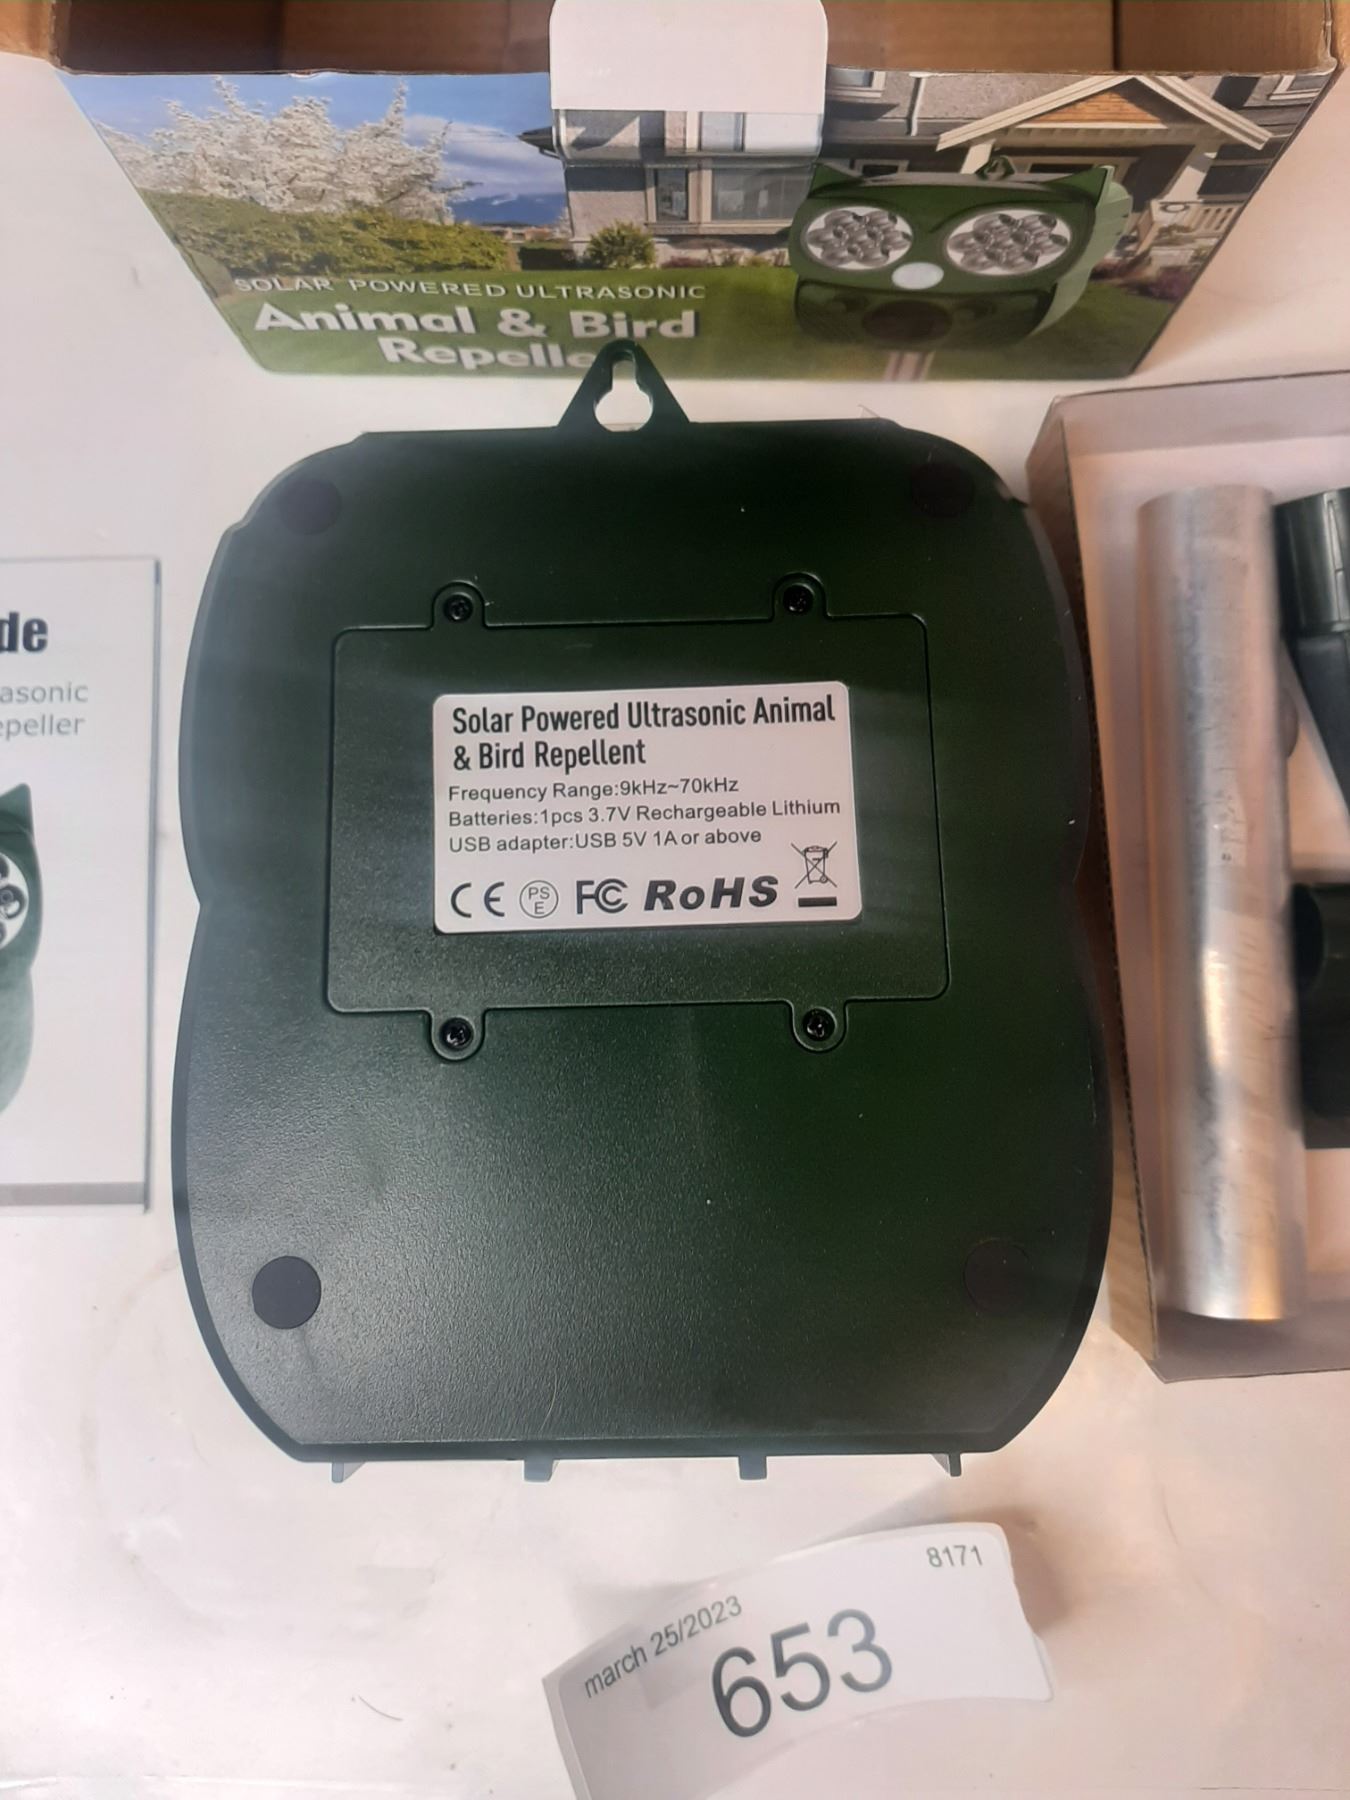 SOLAR POWERED ULTRASONIC
Animal & Bird
Repelle
de
asonic
epeller
Solar Powered Ultrasonic Animal
& Bird Repellent
Frequency Range:9kHz~70kHz
Batteries:1pcs 3.7V Rechargeable Lithium
USB adapter:USB 5V 1A or above
CE PS E FC RoHS
8171
march 25/2023
653